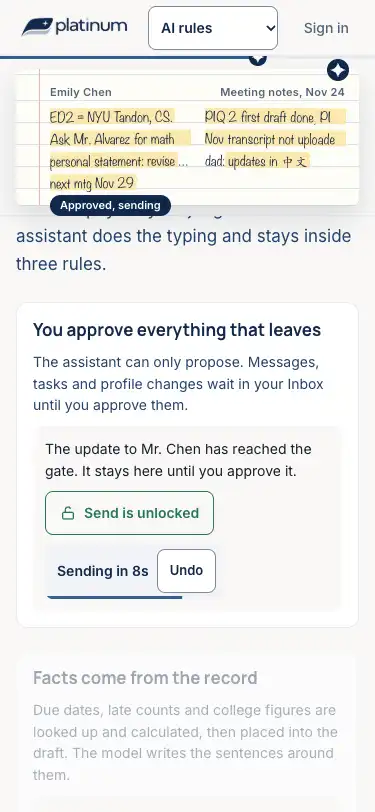 platinum
AI rules
Sign in
Emily Chen
Meeting notes, Nov 24
ED2 = NYU Tandon, CS.
Ask Mr. Alvarez for math
personal statement: revise ...
next mtg Nov 29
PIQ 2 first draft done, PI
Nov transcript not uploade
dad: updates in 中文
Approved, sending
assistant does the typing and stays inside
three rules.
You approve everything that leaves
The assistant can only propose. Messages,
tasks and profile changes wait in your Inbox
until you approve them.
The update to Mr. Chen has reached the
gate. It stays here until you approve it.
Send is unlocked
Sending in 8s
Undo
Facts come from the record
Due dates, late counts and college figures are
looked up and calculated, then placed into the
draft. The model writes the sentences around
them.